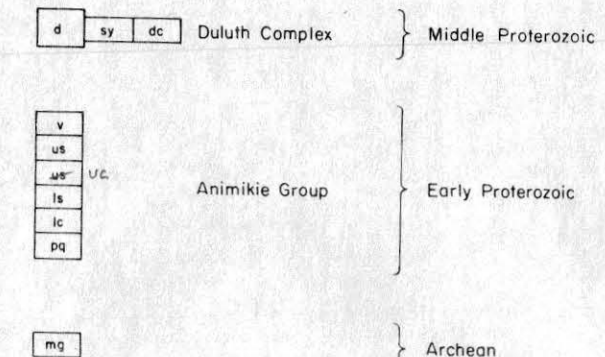 d sy dc Duluth Complex } Middle Proterozoic
v
us
us uc
ls Animikie Group } Early Proterozoic
lc
pq
mg } Archean